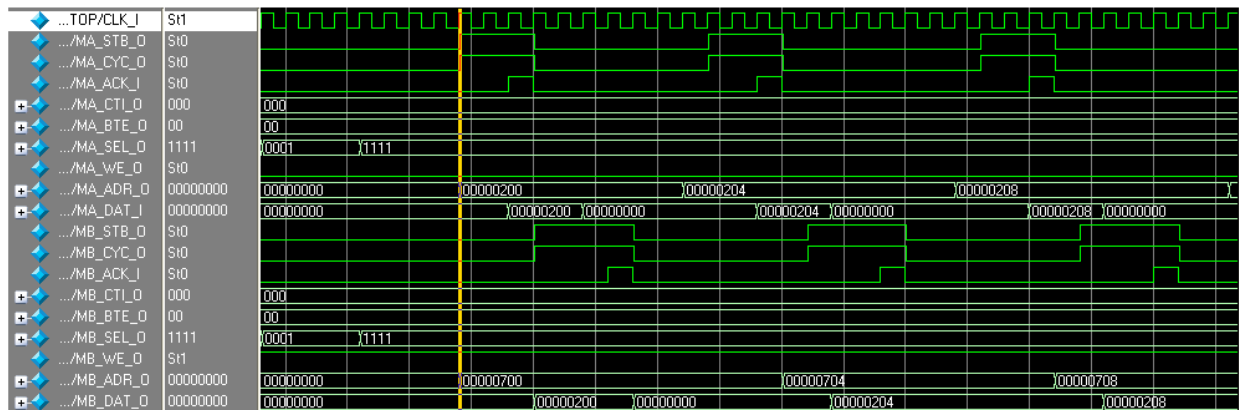 ...TOP/CLK_I St1
.../MA_STB_O St0
.../MA_CYC_O St0
.../MA_ACK_I St0
.../MA_CTI_O 000 000
.../MA_BTE_O 00 00
.../MA_SEL_O 1111 0001 1111
.../MA_WE_O St0
.../MA_ADR_O 00000000 00000000 00000200 00000204 00000208
.../MA_DAT_I 00000000 00000000 00000200 00000000 00000204 00000000 00000208 00000000
.../MB_STB_O St0
.../MB_CYC_O St0
.../MB_ACK_I St0
.../MB_CTI_O 000 000
.../MB_BTE_O 00 00
.../MB_SEL_O 1111 0001 1111
.../MB_WE_O St1
.../MB_ADR_O 00000000 00000000 00000700 00000704 00000708
.../MB_DAT_O 00000000 00000000 00000200 00000000 00000204 00000208